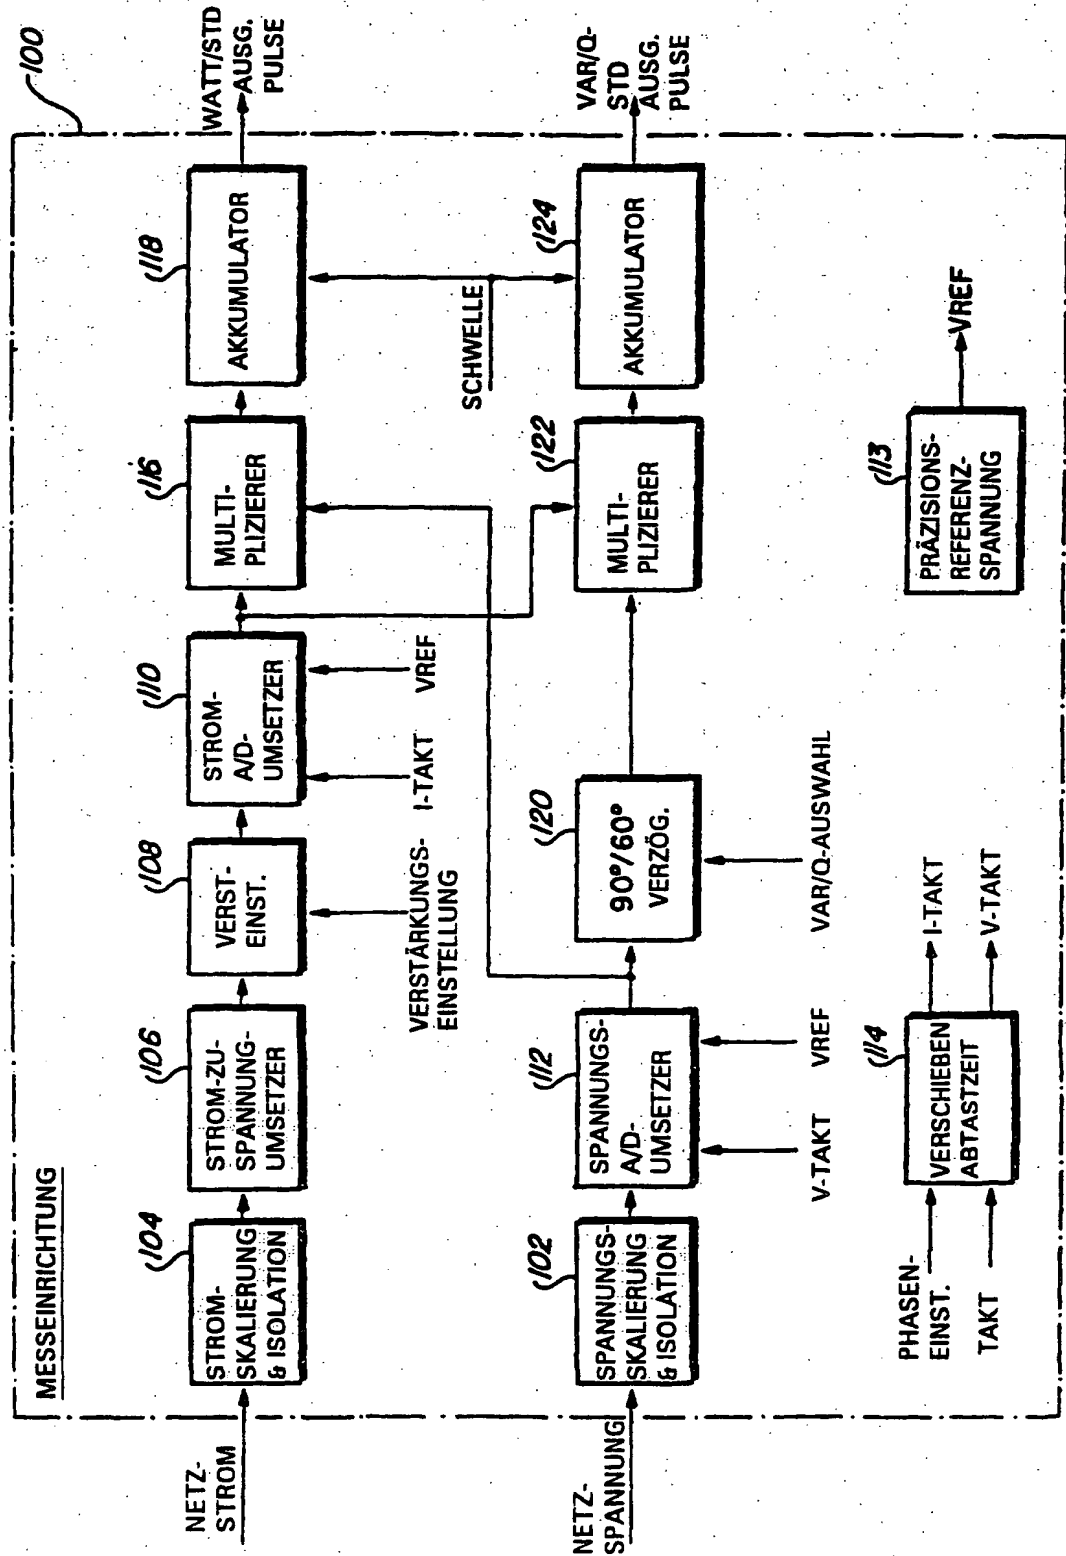 100
MESSEINRICHTUNG
NETZ-
STROM
104
STROM-
SKALIERUNG
& ISOLATION
106
STROM-ZU-
SPANNUNG-
UMSETZER
108
VERST-
EINST.
VERSTÄRKUNGS-
EINSTELLUNG
110
STROM-
A/D-
UMSETZER
I-TAKT
VREF
116
MULTI-
PLIZIERER
118
AKKUMULATOR
WATT/STD
AUSG.
PULSE
SCHWELLE
NETZ-
SPANNUNG
102
SPANNUNGS-
SKALIERUNG
& ISOLATION
112
SPANNUNGS-
A/D-
UMSETZER
V-TAKT
VREF
120
90°/60°
VERZÖG.
VAR/Q-AUSWAHL
122
MULTI-
PLIZIERER
124
AKKUMULATOR
VAR/Q-
STD
AUSG.
PULSE
PHASEN-
EINST.
TAKT
114
VERSCHIEBEN
ABTASTZEIT
I-TAKT
V-TAKT
113
PRÄZISIONS-
REFERENZ-
SPANNUNG
VREF